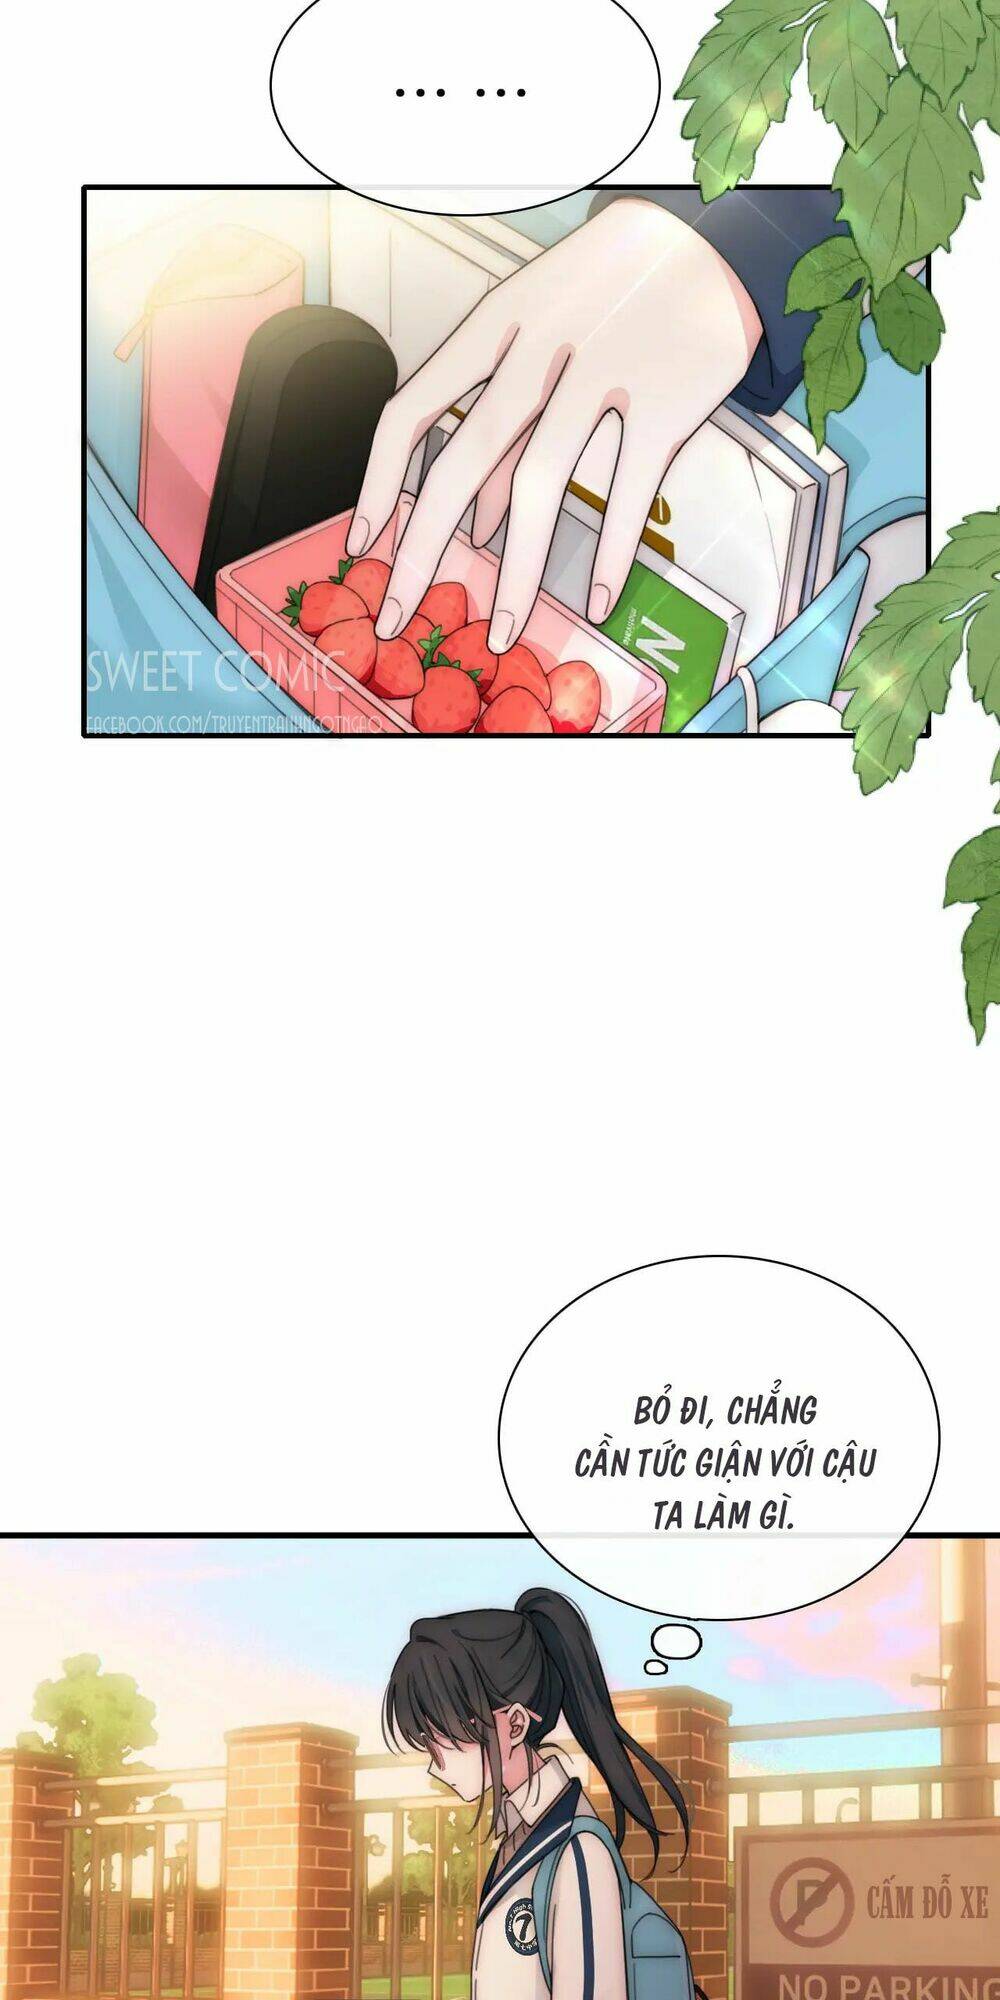 ... ...
N
SWEET COMIC
FACEBOOK.COM/TRUYENTRANHNGOTNGAO
BỎ ĐI, CHẲNG
CẦN TỨC GIẬN VỚI CẬU
TA LÀM GÌ.
CẤM ĐỖ XE
NO PARKING
7